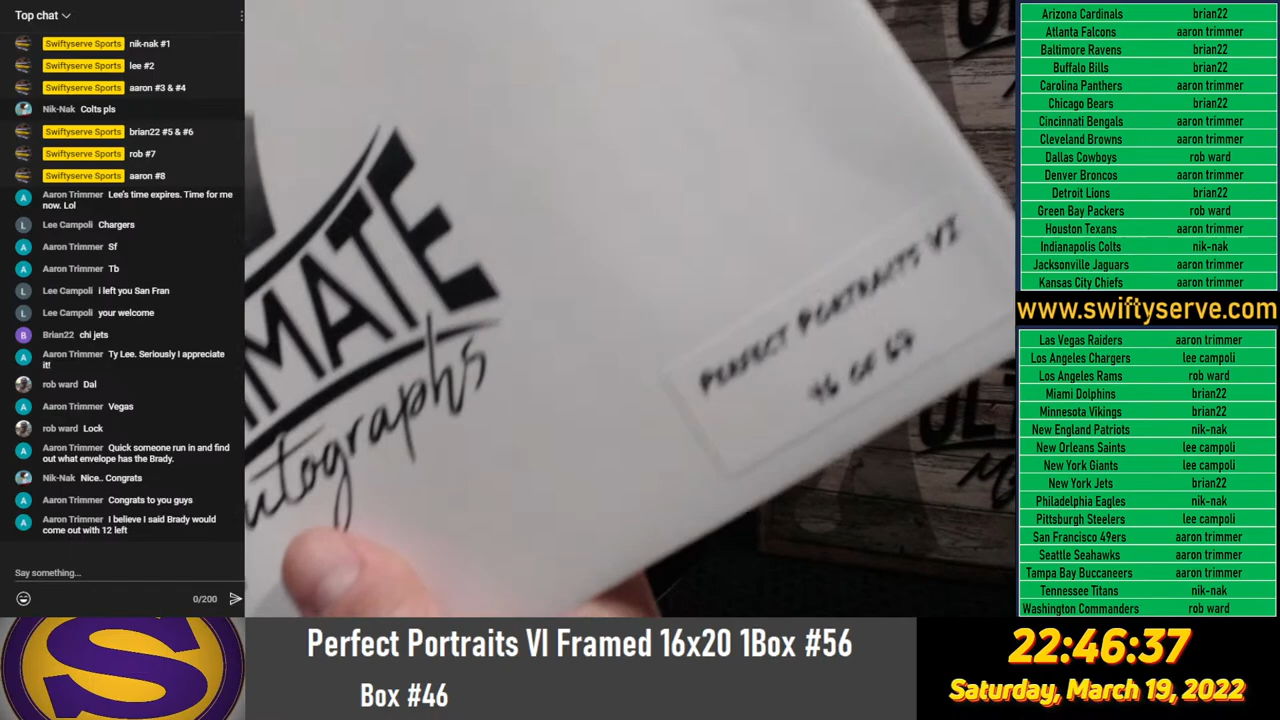 Top chat
Swiftyserve Sports nik-nak #1
Swiftyserve Sports lee #2
Swiftyserve Sports aaron #3 & #4
Nik-Nak Colts pls
Swiftyserve Sports brian22 #5 & #6
Swiftyserve Sports rob #7
Swiftyserve Sports aaron #8
A Aaron Trimmer Lee's time expires. Time for me
now. Lol
L Lee Campoli Chargers
A Aaron Trimmer Sf
A Aaron Trimmer Tb
L Lee Campoli i left you San Fran
L Lee Campoli your welcome
B Brian22 chi jets
A Aaron Trimmer Ty Lee. Seriously I appreciate
it!
rob ward Dal
A Aaron Trimmer Vegas
rob ward Lock
A Aaron Trimmer Quick someone run in and find
out what envelope has the Brady.
Nik-Nak Nice.. Congrats
A Aaron Trimmer Congrats to you guys
A Aaron Trimmer I believe I said Brady would
come out with 12 left
Say something...
0/200
S
IMATE
Autographs
PERFECT PORTRAITS VI
46 OF
Arizona Cardinals brian22
Atlanta Falcons aaron trimmer
Baltimore Ravens brian22
Buffalo Bills brian22
Carolina Panthers aaron trimmer
Chicago Bears brian22
Cincinnati Bengals aaron trimmer
Cleveland Browns aaron trimmer
Dallas Cowboys rob ward
Denver Broncos aaron trimmer
Detroit Lions brian22
Green Bay Packers rob ward
Houston Texans aaron trimmer
Indianapolis Colts nik-nak
Jacksonville Jaguars aaron trimmer
Kansas City Chiefs aaron trimmer
www.swiftyserve.com
Las Vegas Raiders aaron trimmer
Los Angeles Chargers lee campoli
Los Angeles Rams rob ward
Miami Dolphins brian22
Minnesota Vikings brian22
New England Patriots nik-nak
New Orleans Saints lee campoli
New York Giants lee campoli
New York Jets brian22
Philadelphia Eagles nik-nak
Pittsburgh Steelers lee campoli
San Francisco 49ers aaron trimmer
Seattle Seahawks aaron trimmer
Tampa Bay Buccaneers aaron trimmer
Tennessee Titans nik-nak
Washington Commanders rob ward
Perfect Portraits VI Framed 16x20 1Box #56
Box #46
22:46:37
Saturday, March 19, 2022